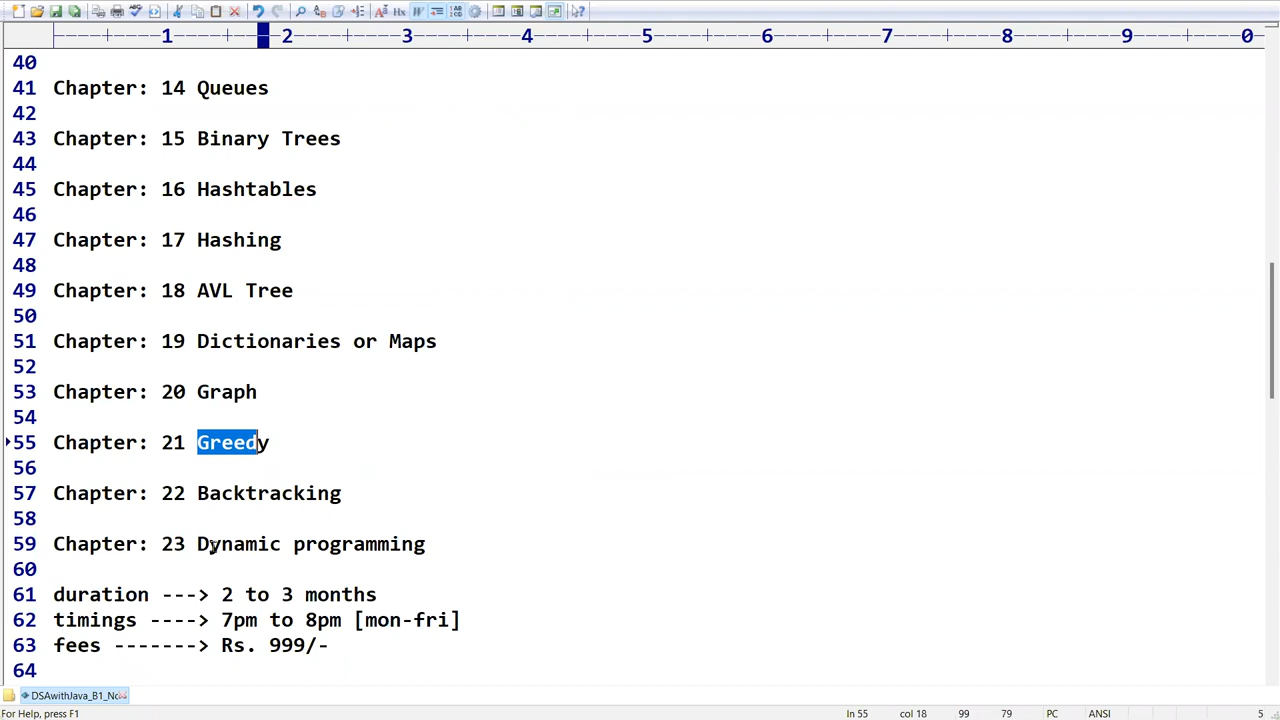 1 2 3 4 5 6 7 8 9 0
40
41 Chapter: 14 Queues
42
43 Chapter: 15 Binary Trees
44
45 Chapter: 16 Hashtables
46
47 Chapter: 17 Hashing
48
49 Chapter: 18 AVL Tree
50
51 Chapter: 19 Dictionaries or Maps
52
53 Chapter: 20 Graph
54
55 Chapter: 21 Greedy
56
57 Chapter: 22 Backtracking
58
59 Chapter: 23 Dynamic programming
60
61 duration ---> 2 to 3 months
62 timings ----> 7pm to 8pm [mon-fri]
63 fees -------> Rs. 999/-
64
DSAwithJava_B1_No
For Help, press F1 ln 55 col 18 99 79 PC ANSI 5